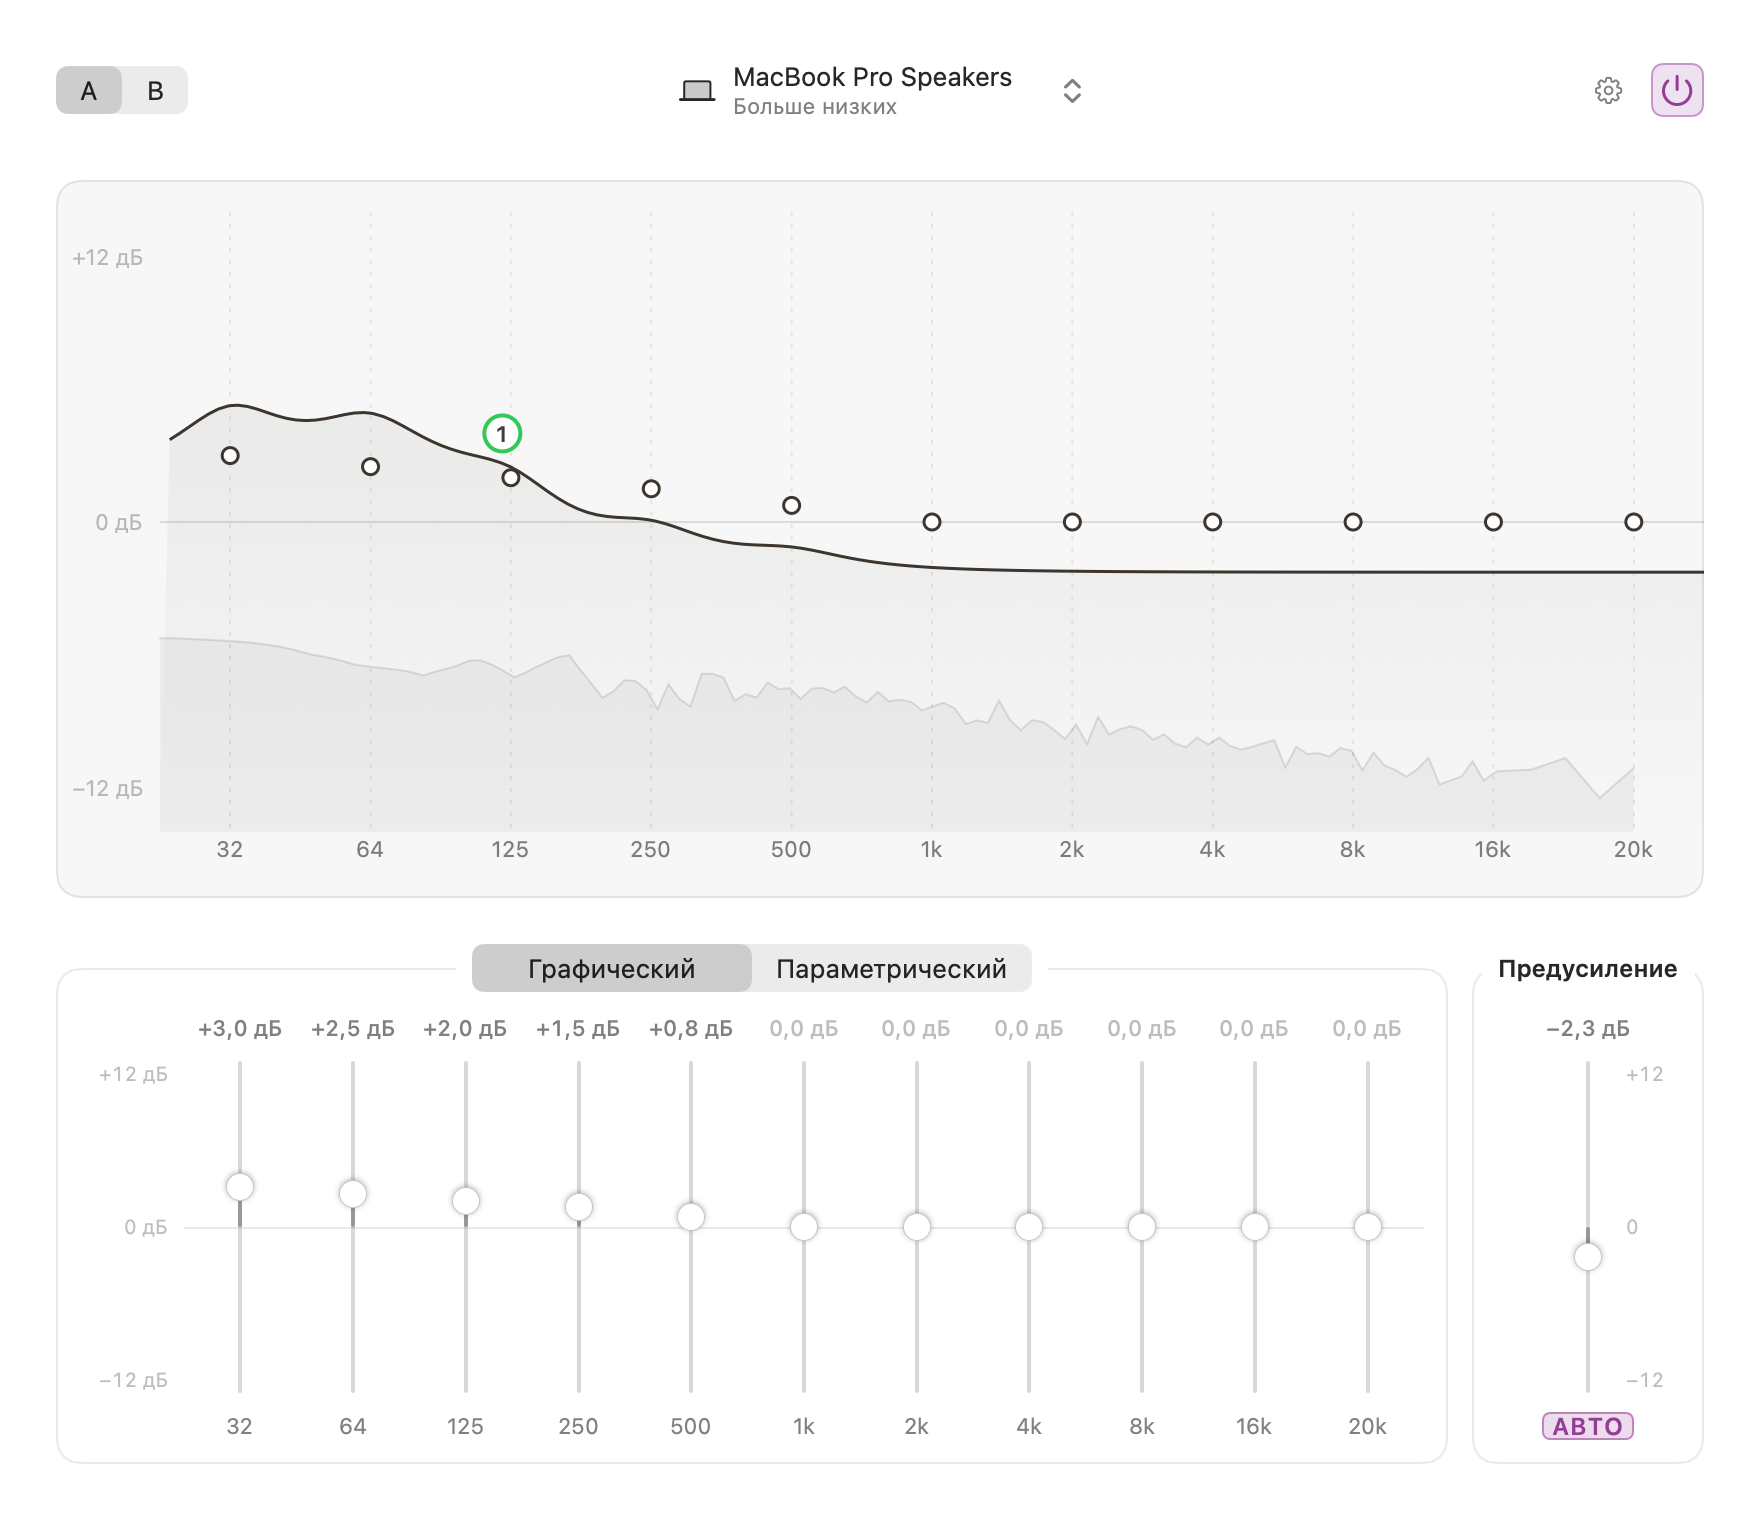 A B
MacBook Pro Speakers
Больше низких
+12 дБ
1
0 дБ
−12 дБ
32 64 125 250 500 1k 2k 4k 8k 16k 20k
Графический Параметрический
Предусиление
+3,0 дБ +2,5 дБ +2,0 дБ +1,5 дБ +0,8 дБ 0,0 дБ 0,0 дБ 0,0 дБ 0,0 дБ 0,0 дБ 0,0 дБ −2,3 дБ
+12 дБ +12
0 дБ 0
−12 дБ −12
32 64 125 250 500 1k 2k 4k 8k 16k 20k АВТО